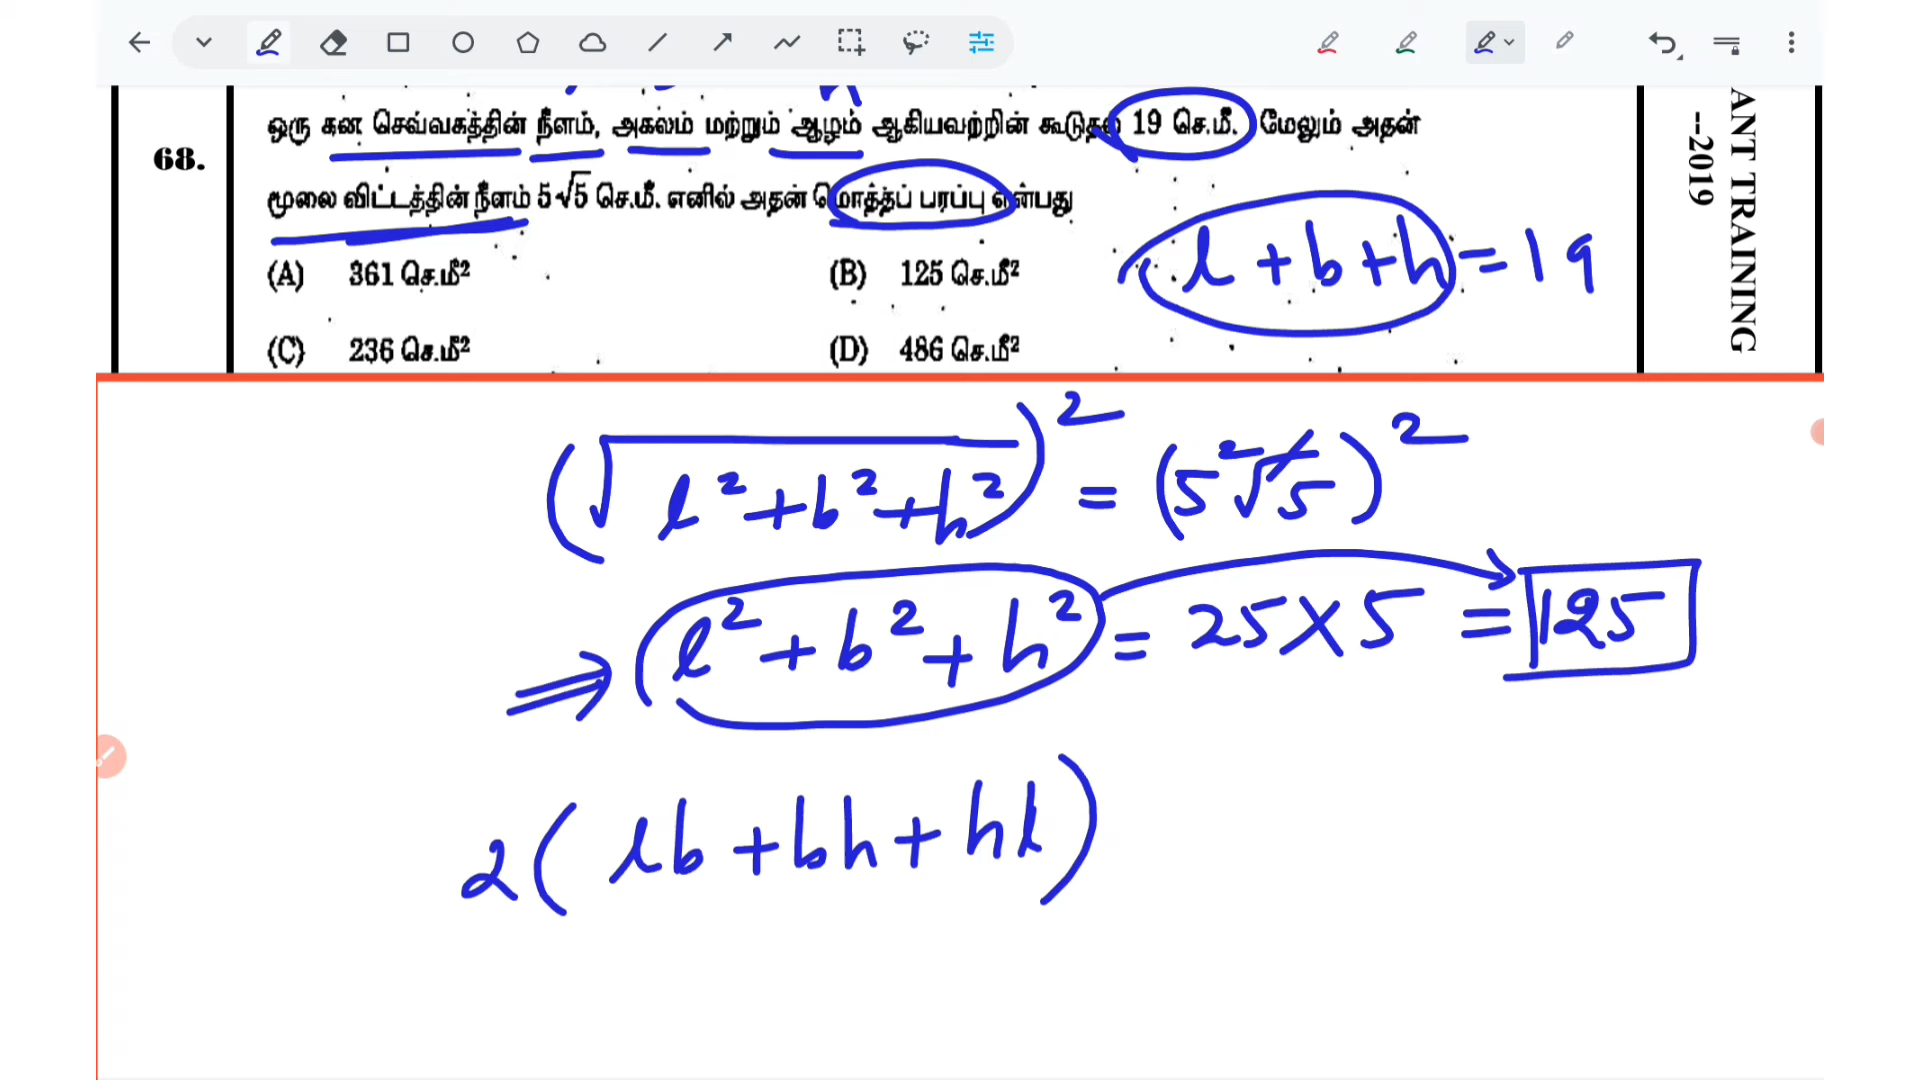 68.
ஒரு கன செவ்வகத்தின் நீளம், அகலம் மற்றும் ஆழம் ஆகியவற்றின் கூடுதல் 19 செ.மீ. மேலும் அதன்
மூலை விட்டத்தின் நீளம் 5√5 செ.மீ. எனில் அதன் மொத்தப் பரப்பு என்பது
(A) 361 செ.மீ²
(B) 125 செ.மீ²
(C) 236 செ.மீ²
(D) 486 செ.மீ²
l + b + h = 19
ANT TRAINING
--2019
(√l² + b² + h²)² = (5√5)²
⇒ l² + b² + h² = 25 × 5 = 125
2(lb + bh + hl)